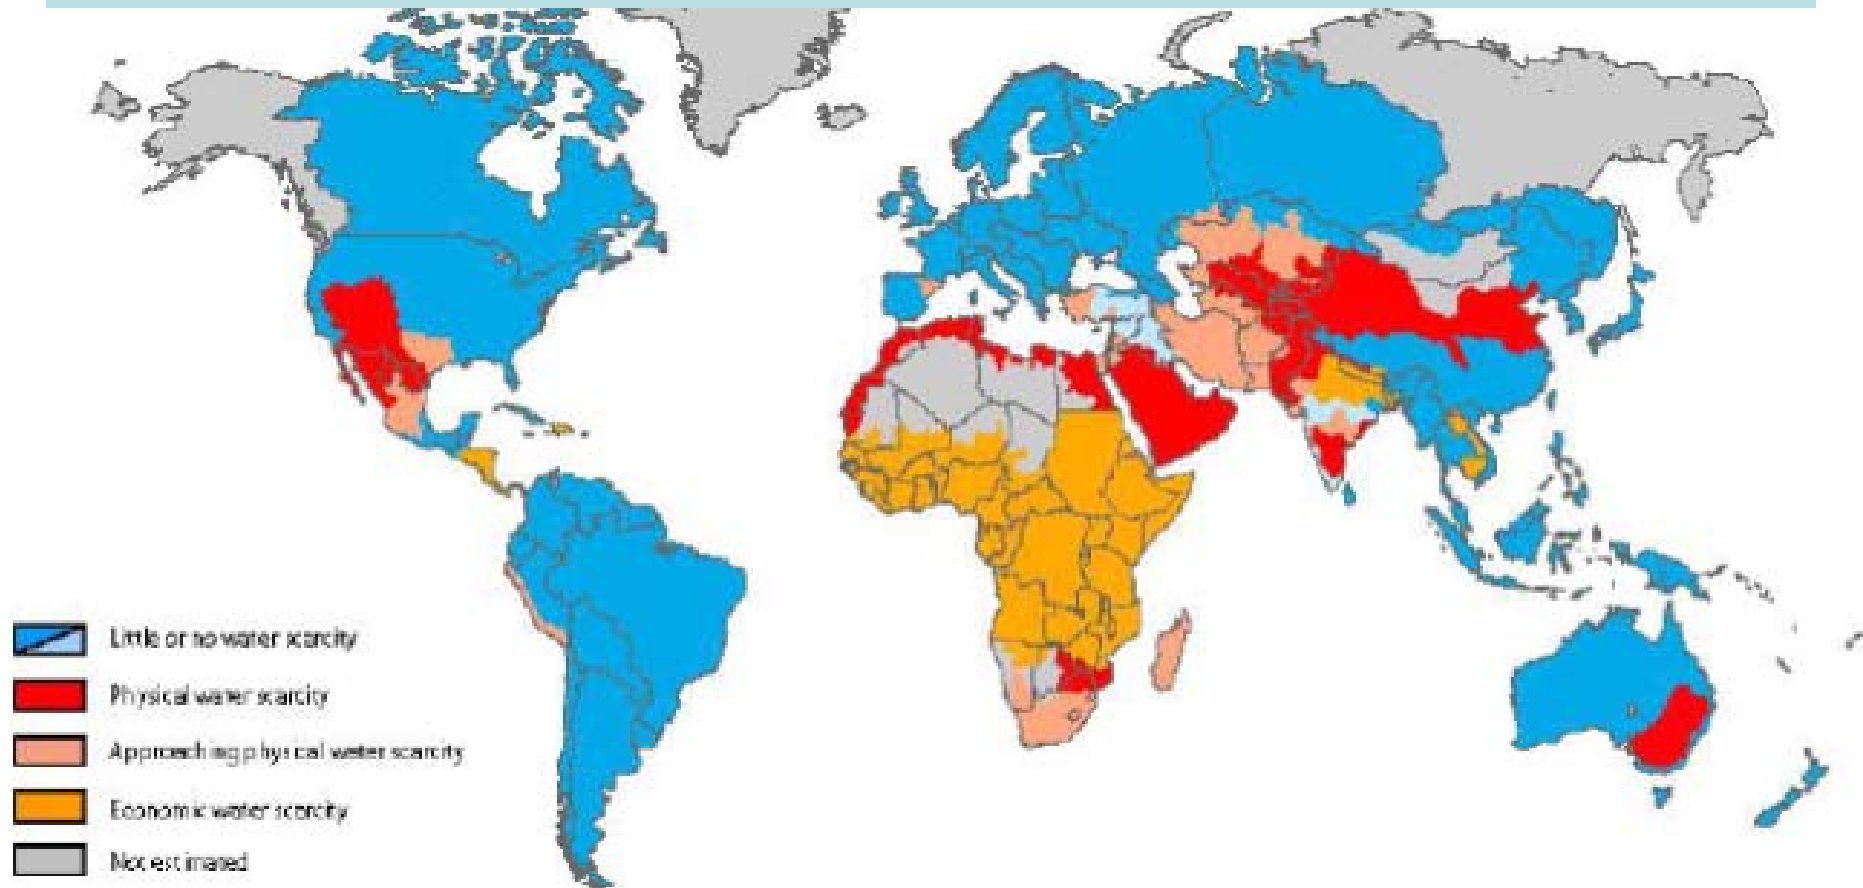 Little or no water scarcity
Physical water scarcity
Approaching physical water scarcity
Economic water scarcity
Not estimated